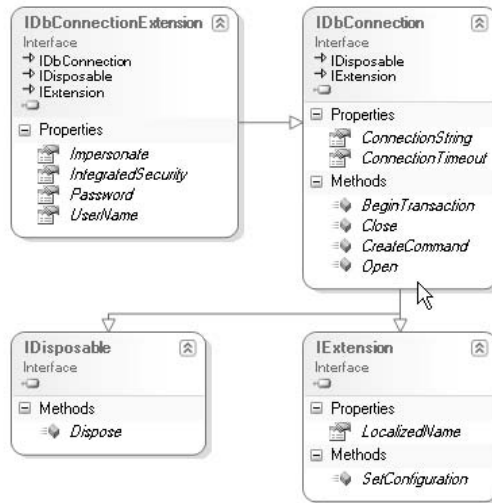 IDbConnectionExtension
Interface
IDbConnection
IDisposable
IExtension
Properties
Impersonate
IntegratedSecurity
Password
UserName
IDbConnection
Interface
IDisposable
IExtension
Properties
ConnectionString
ConnectionTimeout
Methods
BeginTransaction
Close
CreateCommand
Open
IDisposable
Interface
Methods
Dispose
IExtension
Interface
Properties
LocalizedName
Methods
SetConfiguration